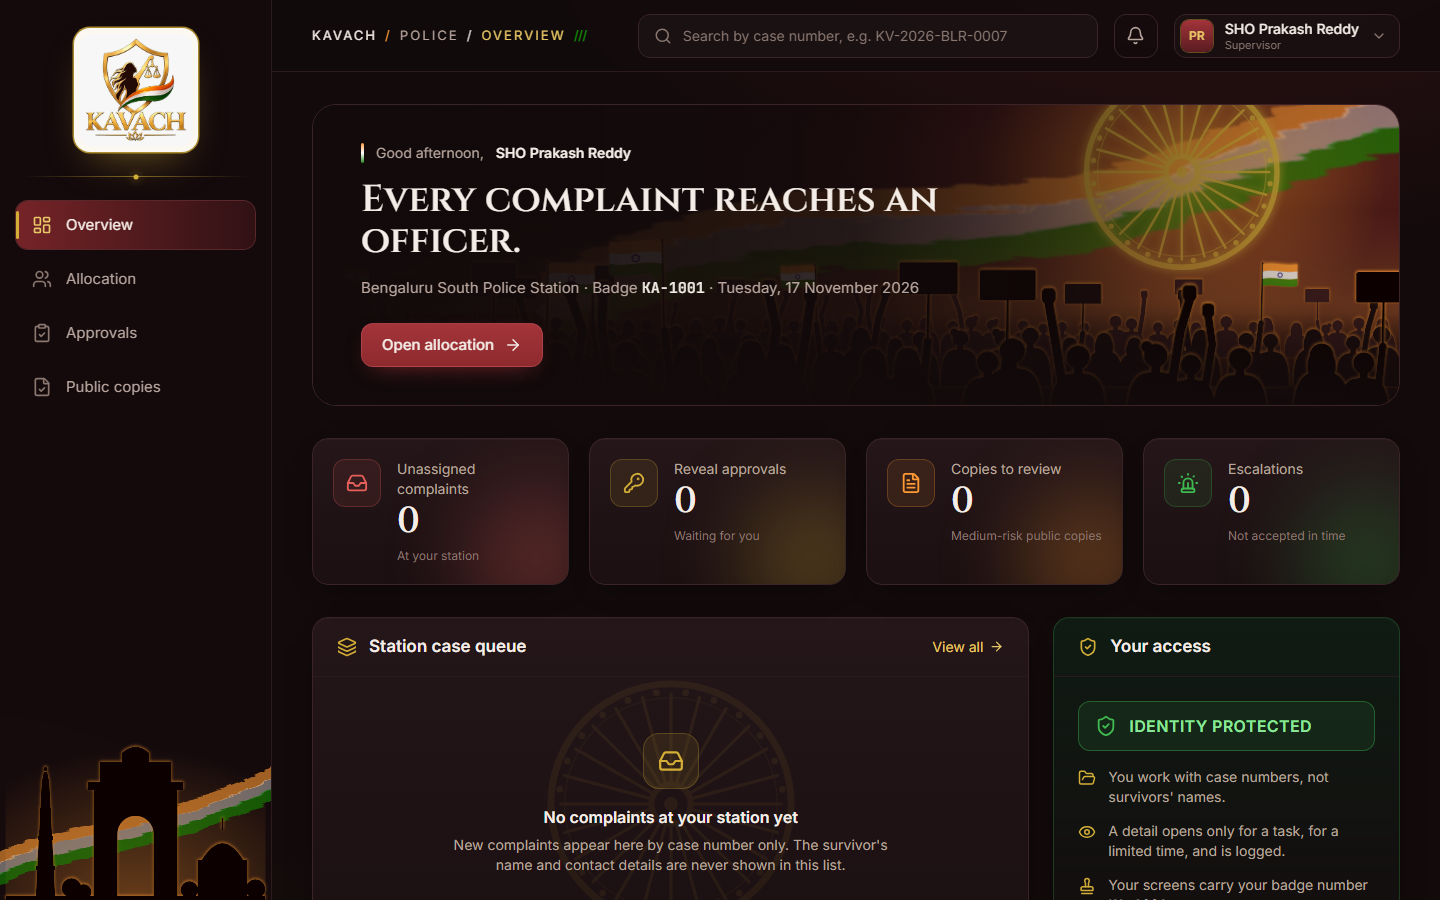 KAVACH
Overview
Allocation
Approvals
Public copies
KAVACH / POLICE / OVERVIEW ///
Search by case number, e.g. KV-2026-BLR-0007
PR
SHO Prakash Reddy
Supervisor
Good afternoon, SHO Prakash Reddy
EVERY COMPLAINT REACHES AN
OFFICER.
Bengaluru South Police Station · Badge KA-1001 · Tuesday, 17 November 2026
Open allocation →
Unassigned
complaints
0
At your station
Reveal approvals
0
Waiting for you
Copies to review
0
Medium-risk public copies
Escalations
0
Not accepted in time
Station case queue
View all →
No complaints at your station yet
New complaints appear here by case number only. The survivor's
name and contact details are never shown in this list.
Your access
IDENTITY PROTECTED
You work with case numbers, not
survivors' names.
A detail opens only for a task, for a
limited time, and is logged.
Your screens carry your badge number